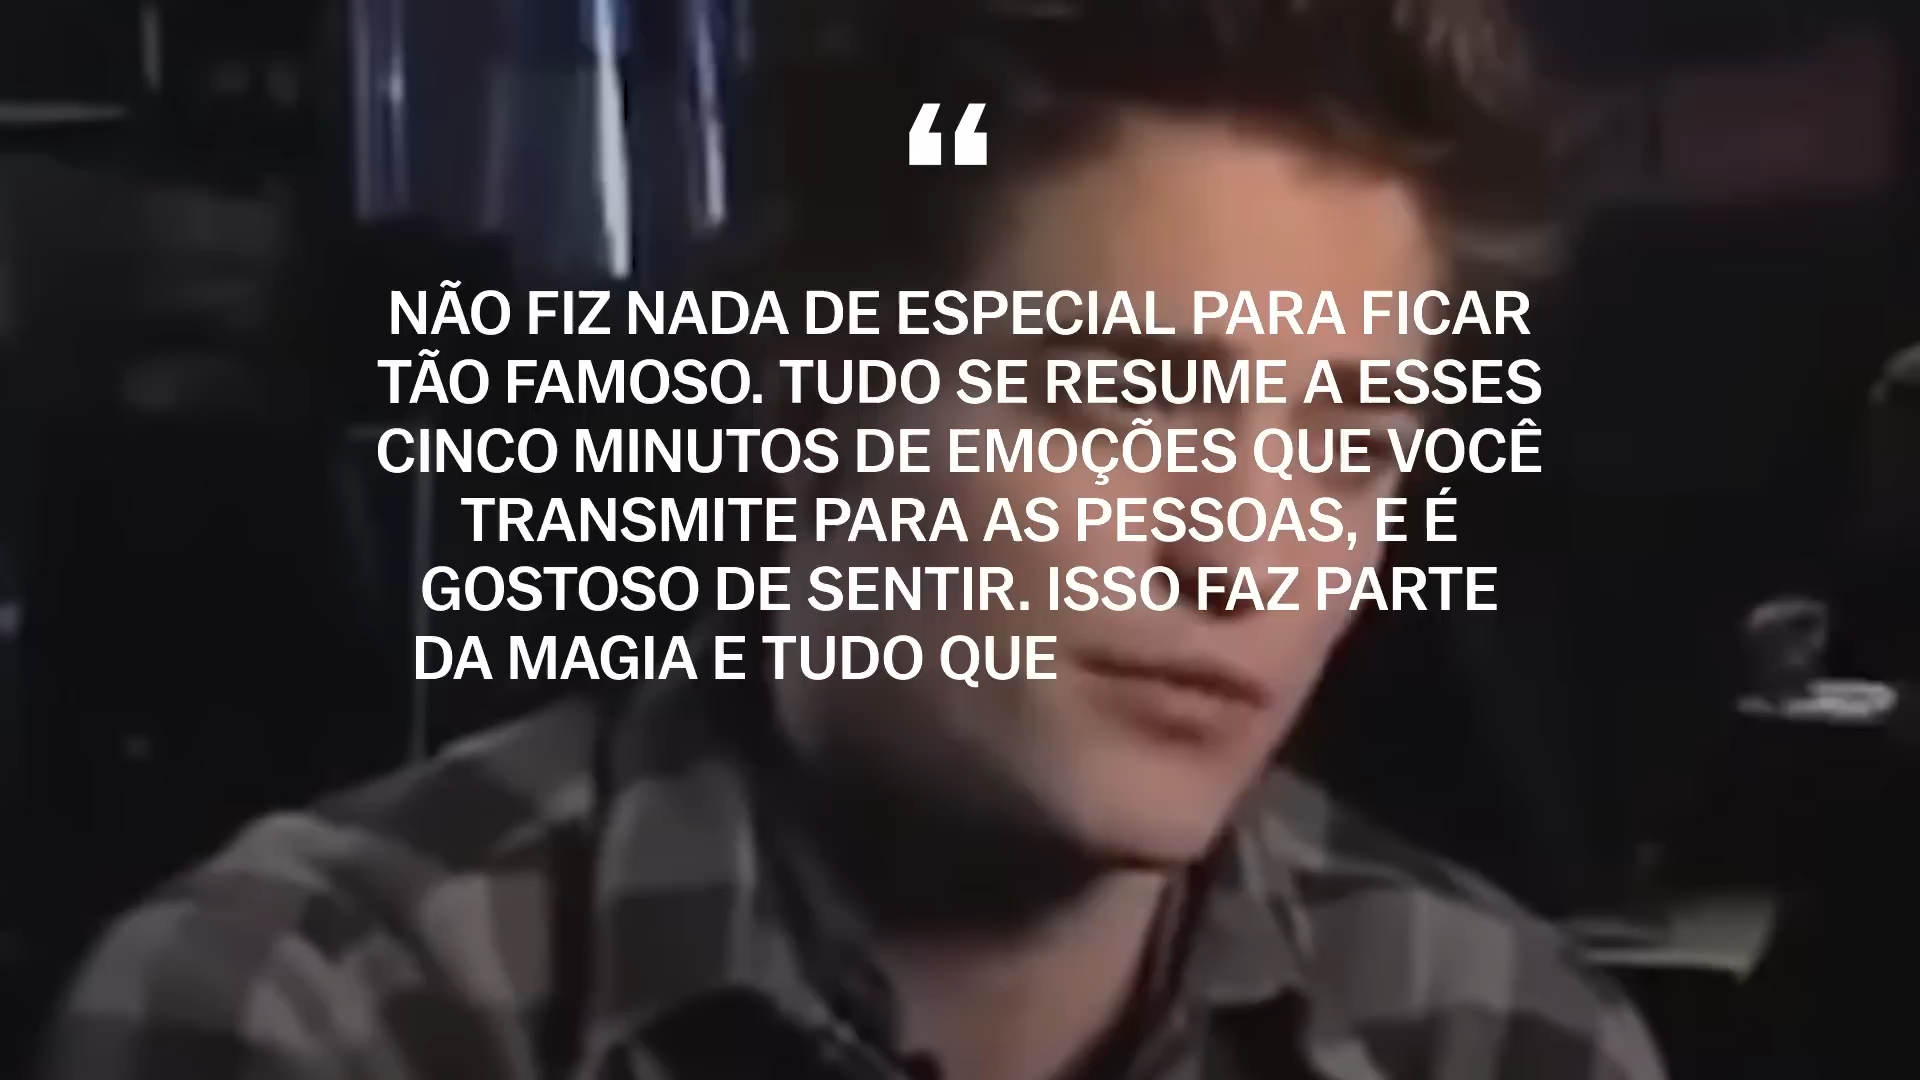 “
NÃO FIZ NADA DE ESPECIAL PARA FICAR
TÃO FAMOSO. TUDO SE RESUME A ESSES
CINCO MINUTOS DE EMOÇÕES QUE VOCÊ
TRANSMITE PARA AS PESSOAS, E É
GOSTOSO DE SENTIR. ISSO FAZ PARTE
DA MAGIA E TUDO QUE